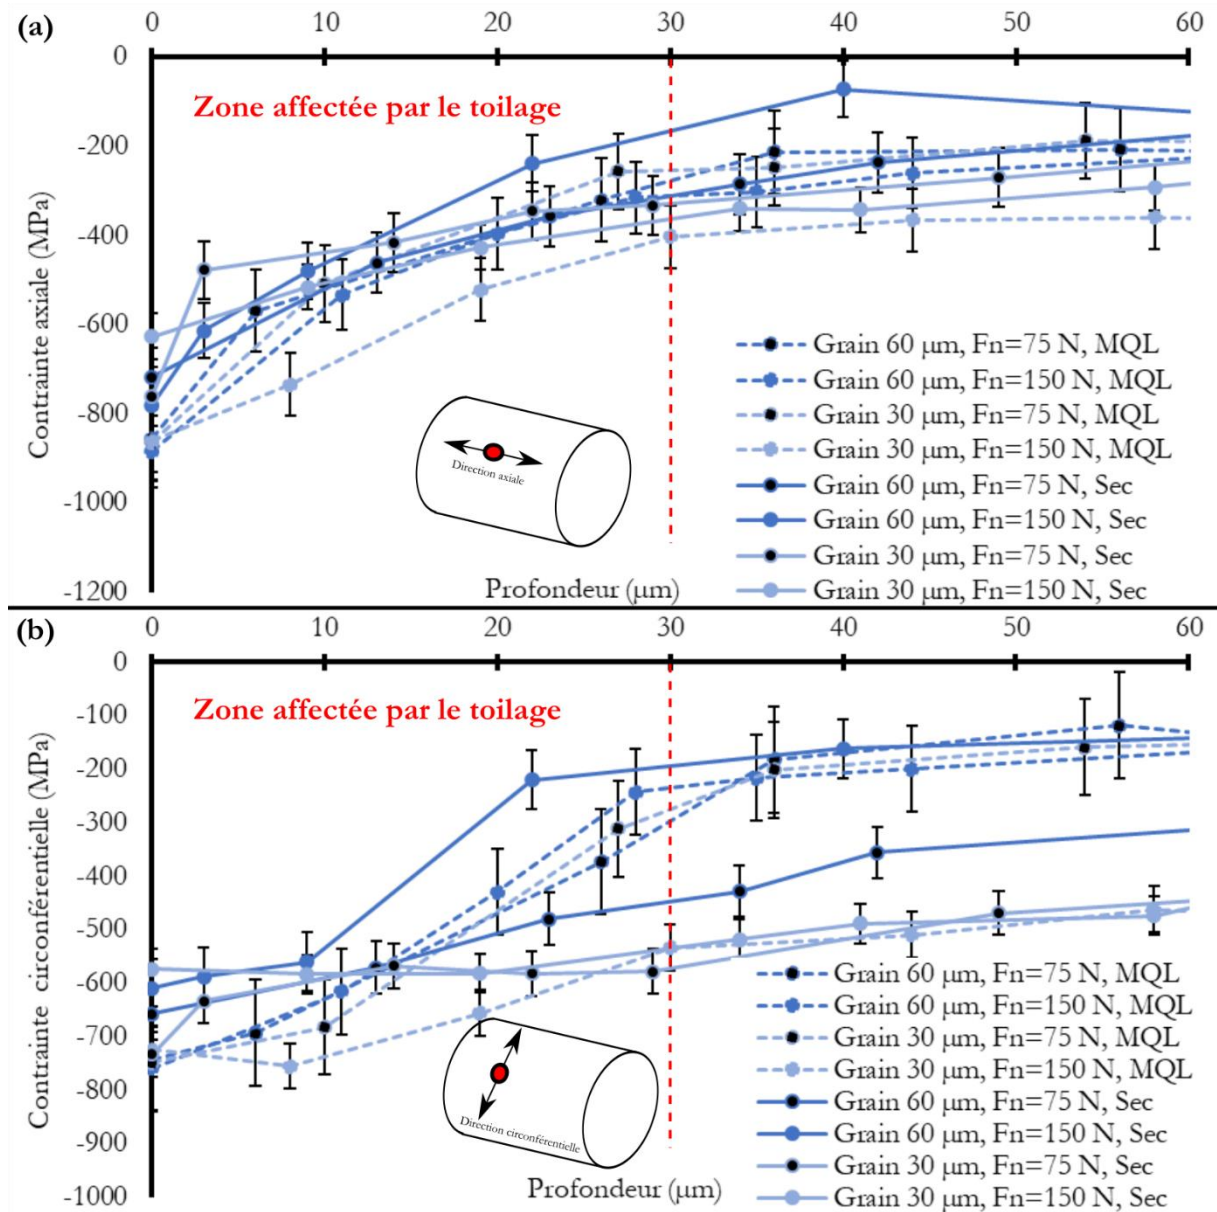 (a)
0 10 20 30 40 50 60
0
Zone affectée par le toilage
-200
-400
-600
-800
-1000
-1200
Contrainte axiale (MPa)
Direction axiale
Grain 60 µm, Fn=75 N, MQL
Grain 60 µm, Fn=150 N, MQL
Grain 30 µm, Fn=75 N, MQL
Grain 30 µm, Fn=150 N, MQL
Grain 60 µm, Fn=75 N, Sec
Grain 60 µm, Fn=150 N, Sec
Grain 30 µm, Fn=75 N, Sec
Grain 30 µm, Fn=150 N, Sec
Profondeur (µm)
(b)
0 10 20 30 40 50 60
0
Zone affectée par le toilage
-100
-200
-300
-400
-500
-600
-700
-800
-900
-1000
Contrainte circonférentielle (MPa)
Direction circonférentielle
Grain 60 µm, Fn=75 N, MQL
Grain 60 µm, Fn=150 N, MQL
Grain 30 µm, Fn=75 N, MQL
Grain 30 µm, Fn=150 N, MQL
Grain 60 µm, Fn=75 N, Sec
Grain 60 µm, Fn=150 N, Sec
Grain 30 µm, Fn=75 N, Sec
Grain 30 µm, Fn=150 N, Sec
Profondeur (µm)